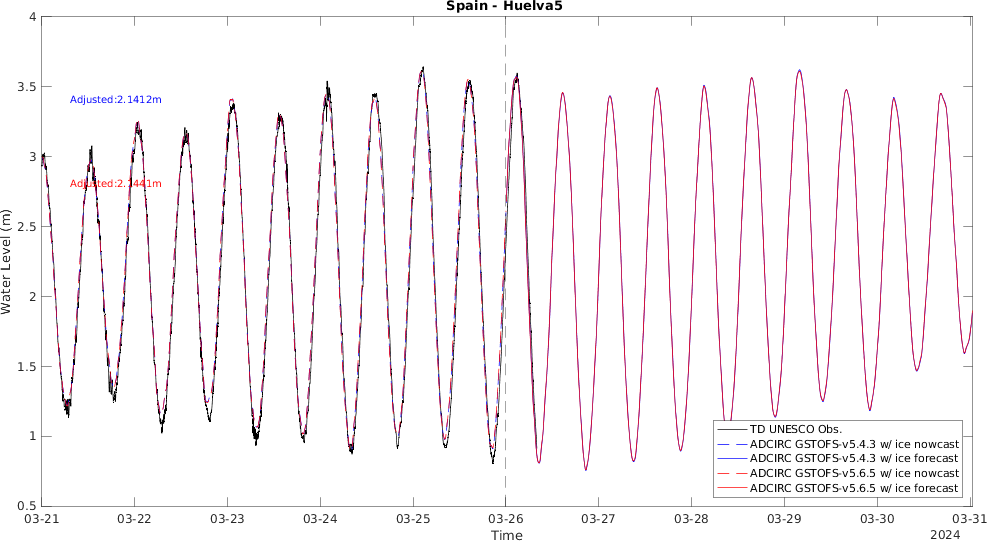 Spain - Huelva5
4
3.5
3
2.5
2
1.5
1
0.5
Water Level (m)
Adjusted:2.1412m
Adjusted:2.1441m
TD UNESCO Obs.
ADCIRC GSTOFS-v5.4.3 w/ ice nowcast
ADCIRC GSTOFS-v5.4.3 w/ ice forecast
ADCIRC GSTOFS-v5.6.5 w/ ice nowcast
ADCIRC GSTOFS-v5.6.5 w/ ice forecast
03-21 03-22 03-23 03-24 03-25 03-26 03-27 03-28 03-29 03-30 03-31
Time
2024